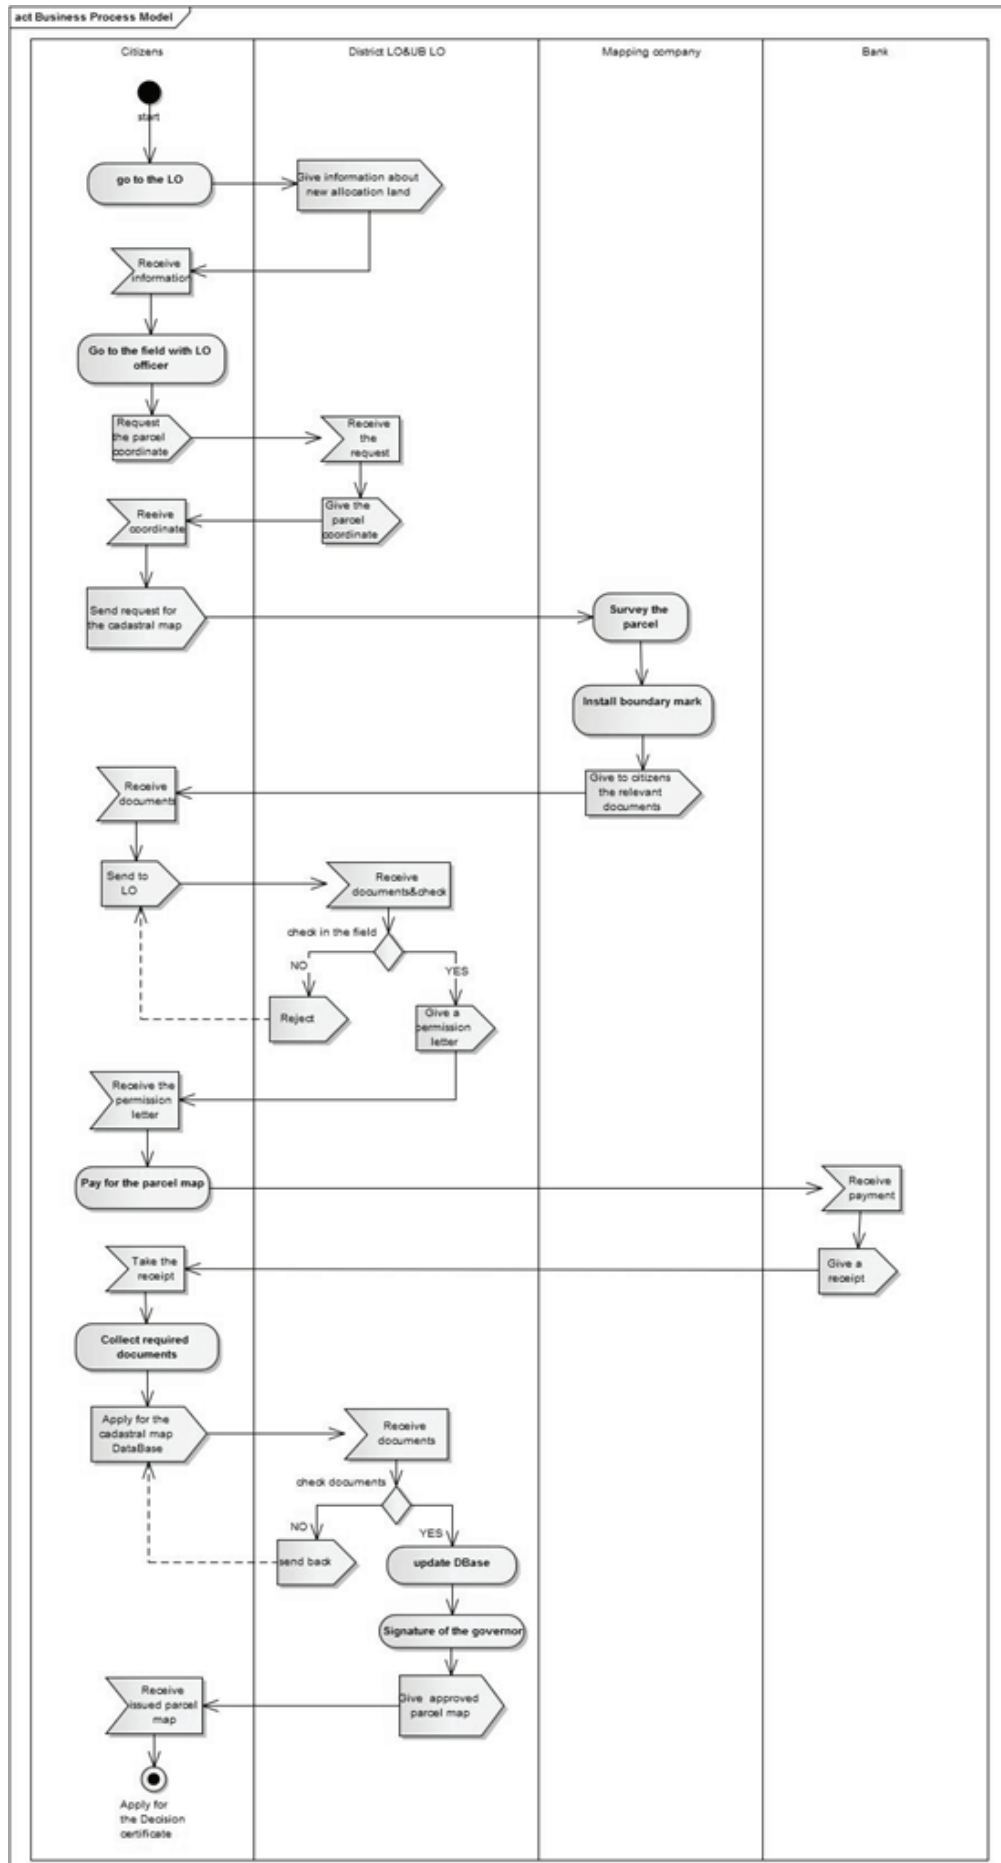 act Business Process Model
Citizens
District LO&UB LO
Mapping company
Bank
start
go to the LO
Give information about
new allocation land
Receive
information
Go to the field with LO
officer
Request
the parcel
coordinate
Receive
the
request
Give the
parcel
coordinate
Reeive
coordinate
Send request for
the cadastral map
Survey the
parcel
Install boundary mark
Give to citizens
the relevant
documents
Receive
documents
Send to
LO
Receive
documents&check
check in the field
NO
YES
Reject
Give a
permission
letter
Receive the
permission
letter
Pay for the parcel map
Receive
payment
Give a
receipt
Take the
receipt
Collect required
documents
Apply for the
cadastral map
DataBase
Receive
documents
check documents
NO
YES
send back
update DBase
Signature of the governor
Give approved
parcel map
Receive
issued parcel
map
Apply for
the Decision
certificate